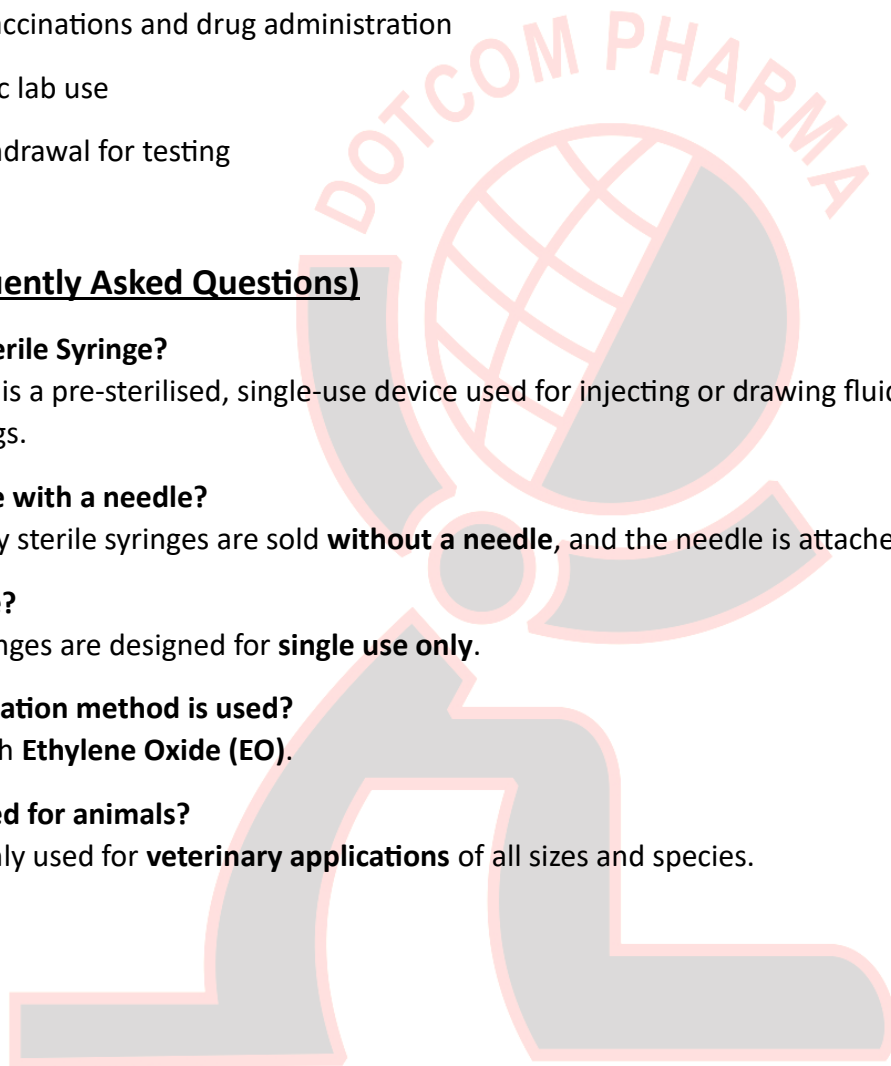 DOTCOM PHARMA
ccinations and drug administration
c lab use
ndrawal for testing
uently Asked Questions)
erile Syringe?
is a pre-sterilised, single-use device used for injecting or drawing fluid
gs.
e with a needle?
y sterile syringes are sold without a needle, and the needle is attache
?
nges are designed for single use only.
ation method is used?
h Ethylene Oxide (EO).
ed for animals?
nly used for veterinary applications of all sizes and species.